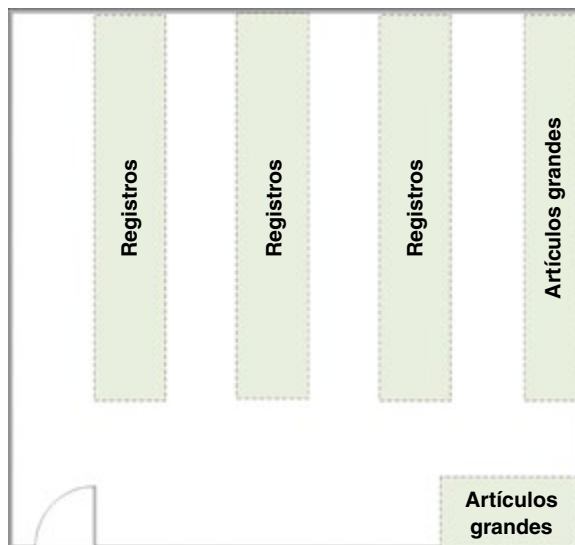 Registros
Registros
Registros
Artículos grandes
Artículos
grandes